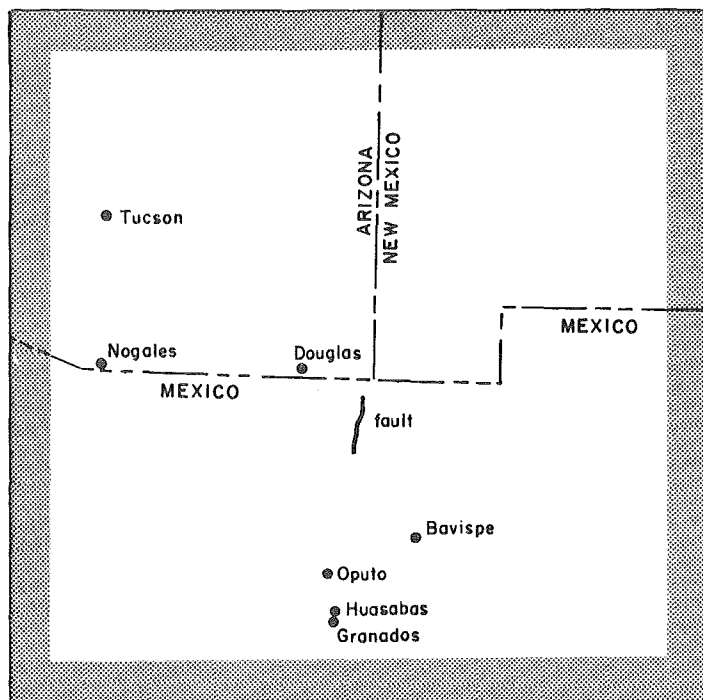 ARIZONA
NEW MEXICO
Tucson
MEXICO
Nogales
Douglas
MEXICO
fault
Bavispe
Oputo
Huasabas
Granados